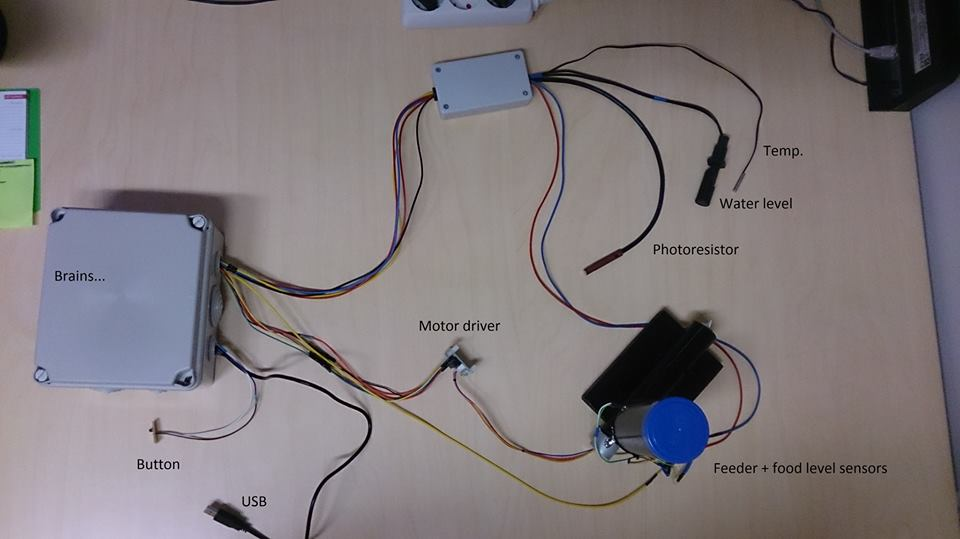 Temp.
Water level
Photoresistor
Brains...
Motor driver
Button
Feeder + food level sensors
USB